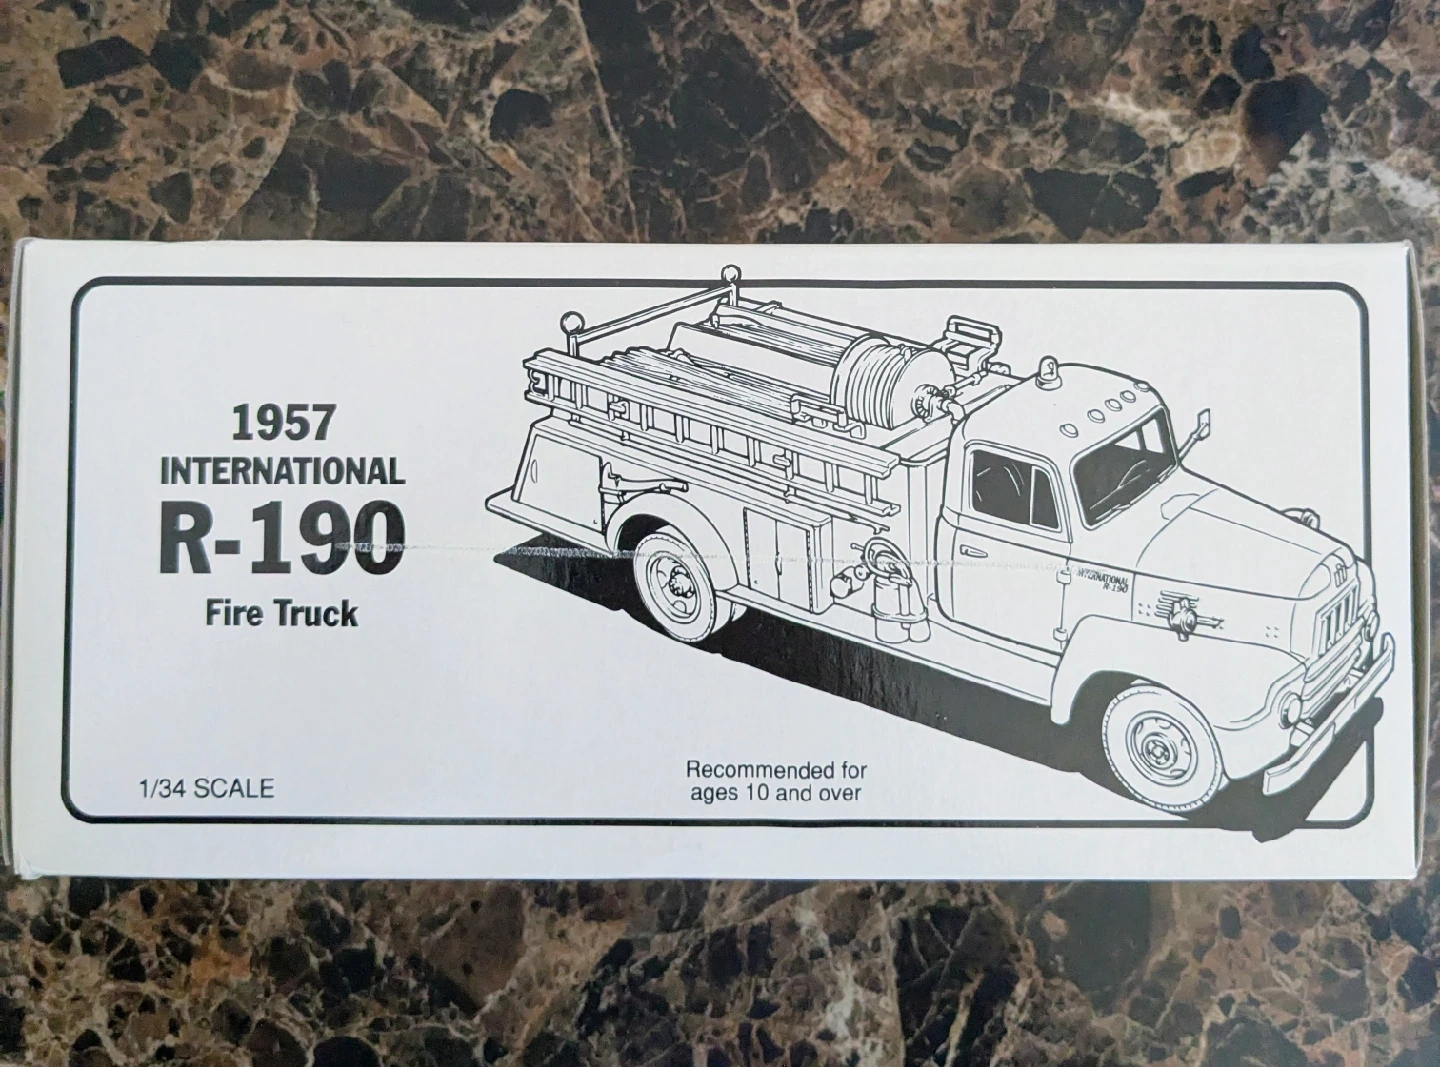 1957
INTERNATIONAL
R-190
Fire Truck
1/34 SCALE
Recommended for
ages 10 and over
INTERNATIONAL
R-190